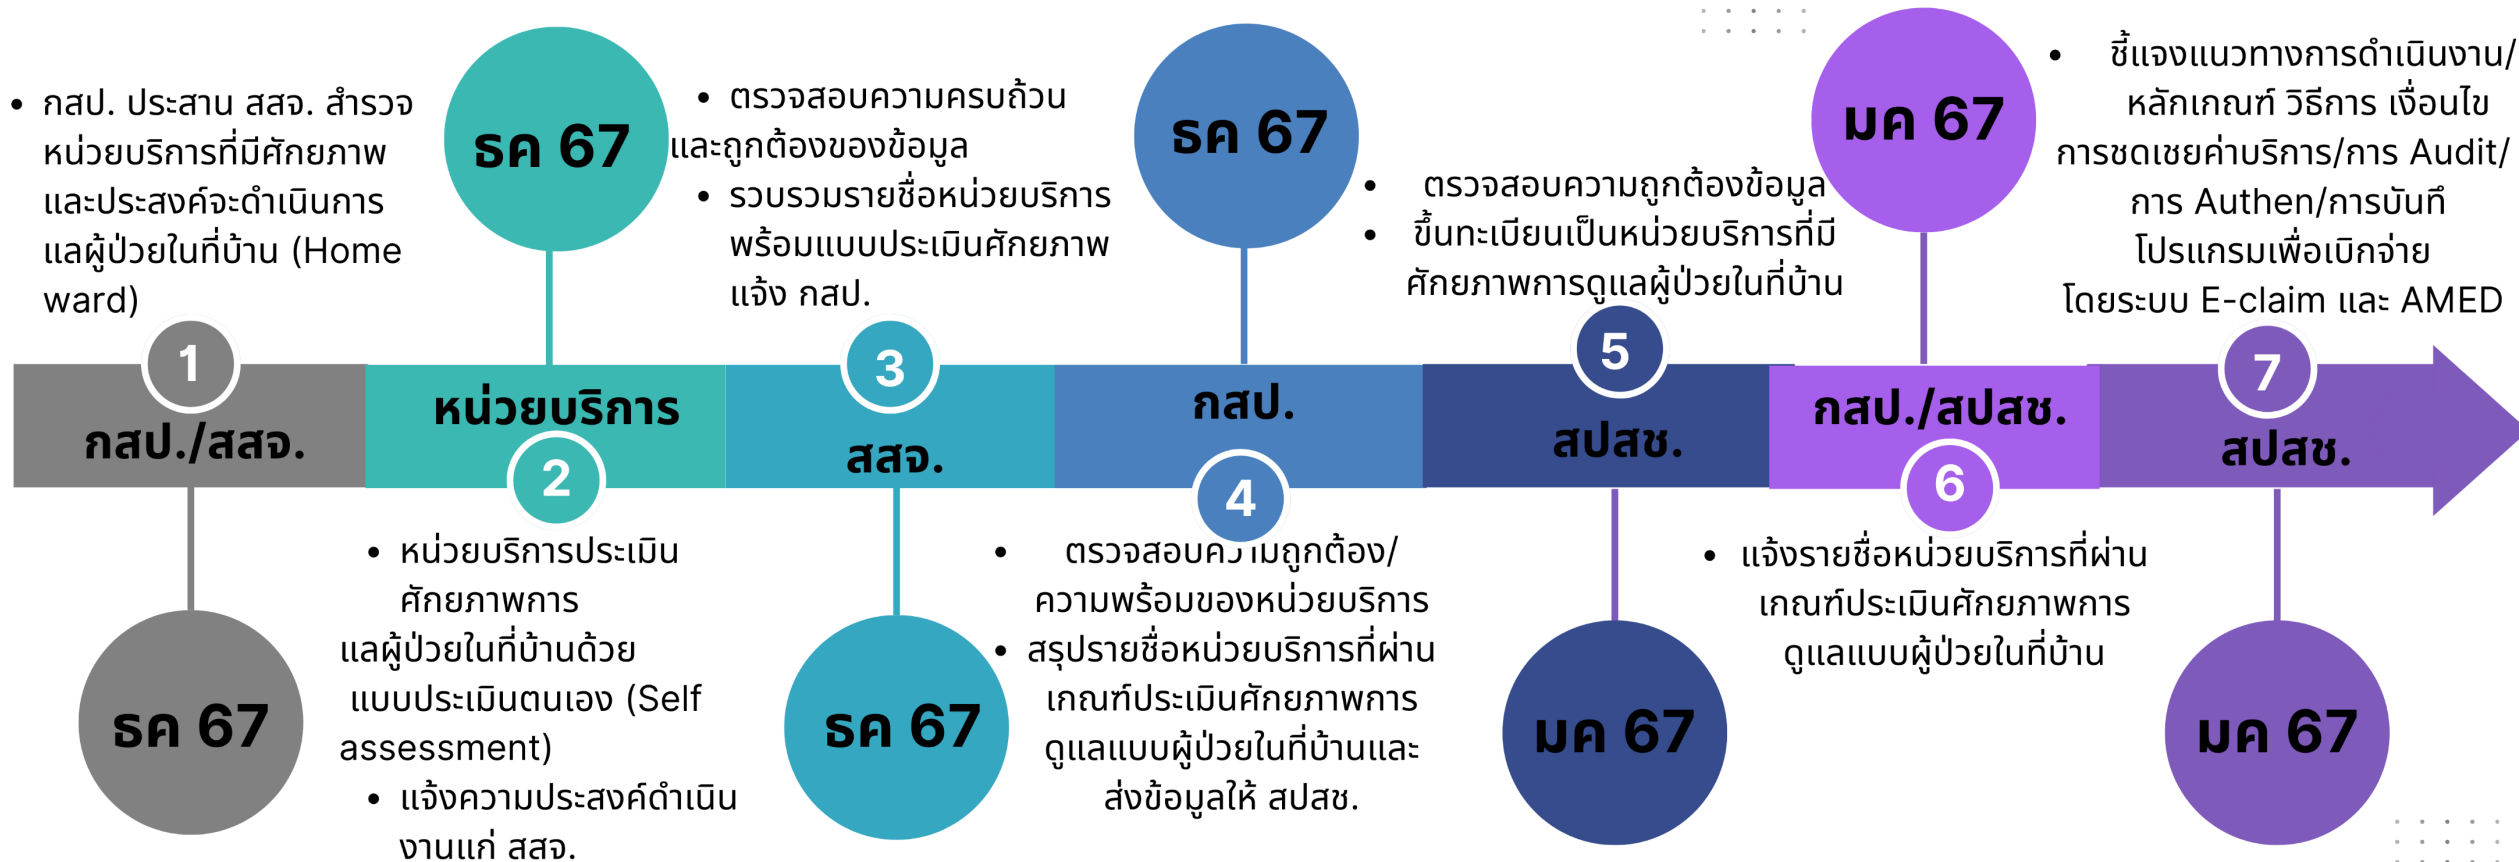 • กสป. ประสาน สสจ. สำรวจ
หน่วยบริการที่มีศักยภาพ
และประสงค์จะดำเนินการ
แลผู้ป่วยในที่บ้าน (Home
ward)
1
กสป./สสจ.
ธค 67
ธค 67
หน่วยบริการ
2
• หน่วยบริการประเมิน
ศักยภาพการ
แลผู้ป่วยในที่บ้านด้วย
แบบประเมินตนเอง (Self
assessment)
• แจ้งความประสงค์ดำเนิน
งานแก่ สสจ.
• ตรวจสอบความครบถ้วน
และถูกต้องของข้อมูล
• รวบรวมรายชื่อหน่วยบริการ
พร้อมแบบประเมินศักยภาพ
แจ้ง กสป.
3
สสจ.
ธค 67
ธค 67
กสป.
4
• ตรวจสอบความถูกต้อง/
ความพร้อมของหน่วยบริการ
• สรุปรายชื่อหน่วยบริการที่ผ่าน
เกณฑ์ประเมินศักยภาพการ
ดูแลแบบผู้ป่วยในที่บ้านและ
ส่งข้อมูลให้ สปสช.
• ตรวจสอบความถูกต้องข้อมูล
• ขึ้นทะเบียนเป็นหน่วยบริการที่มี
ศักยภาพการดูแลผู้ป่วยในที่บ้าน
5
สปสช.
มค 67
มค 67
กสป./สปสช.
6
• แจ้งรายชื่อหน่วยบริการที่ผ่าน
เกณฑ์ประเมินศักยภาพการ
ดูแลแบบผู้ป่วยในที่บ้าน
• ชี้แจงแนวทางการดำเนินงาน/
หลักเกณฑ์ วิธีการ เงื่อนไข
การชดเชยค่าบริการ/การ Audit/
การ Authen/การบันทึ
โปรแกรมเพื่อเบิกจ่าย
โดยระบบ E-claim และ AMED
7
สปสช.
มค 67